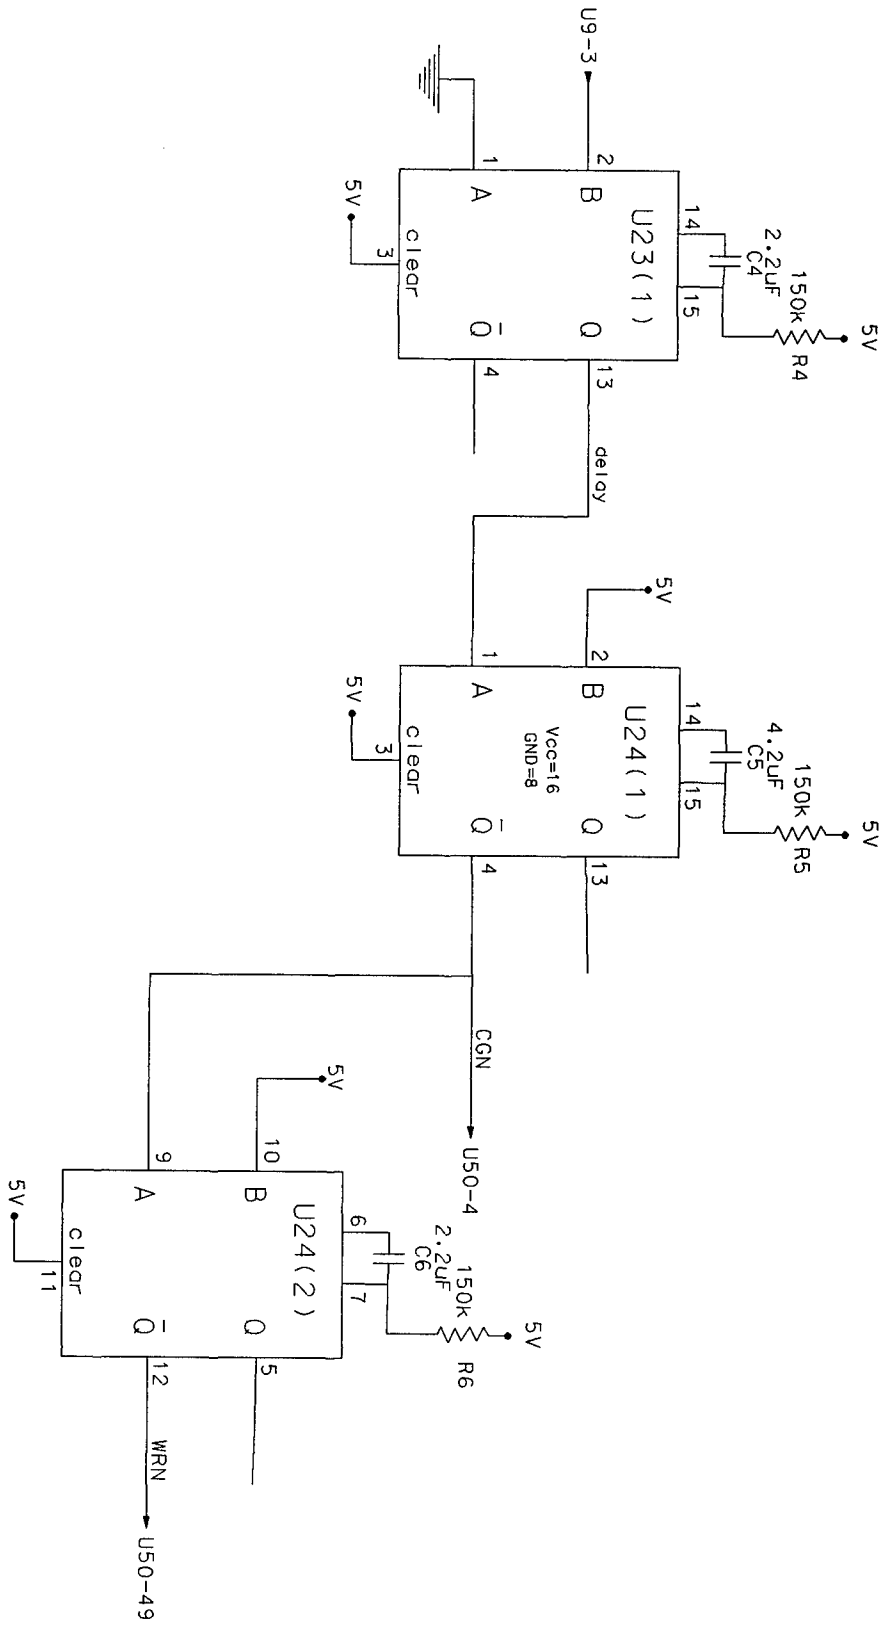 U9-3
2
B
1
A
5V
3
clear
U23(1)
14
15
C4
2.2uF
150k
R4
5V
Q
13
Q̅
4
delay
5V
2
B
1
A
5V
3
clear
U24(1)
Vcc=16
GND=8
14
15
C5
4.2uF
150k
R5
5V
Q
13
Q̅
4
CGN
U50-4
5V
10
B
9
A
5V
11
clear
U24(2)
6
7
C6
2.2uF
150k
R6
5V
Q
5
Q̅
12
WRN
U50-49